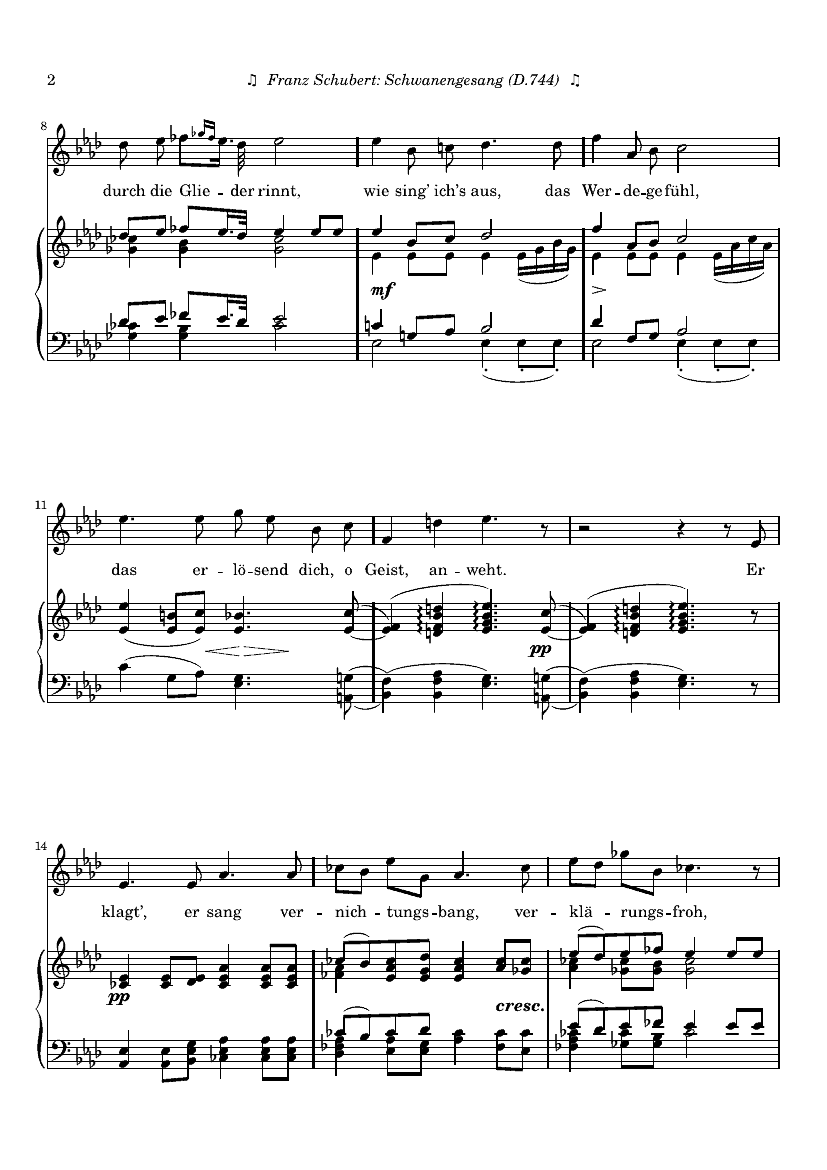 2 ♫ Franz Schubert: Schwanengesang (D.744) ♫
8
durch die Glie - der rinnt, wie sing' ich's aus, das Wer - de - gefühl,
mf
11
das er - lö - send dich, o Geist, an - weht. Er
pp
14
klagt', er sang ver - nich - tungs - bang, ver - klä - rungs - froh,
pp
cresc.